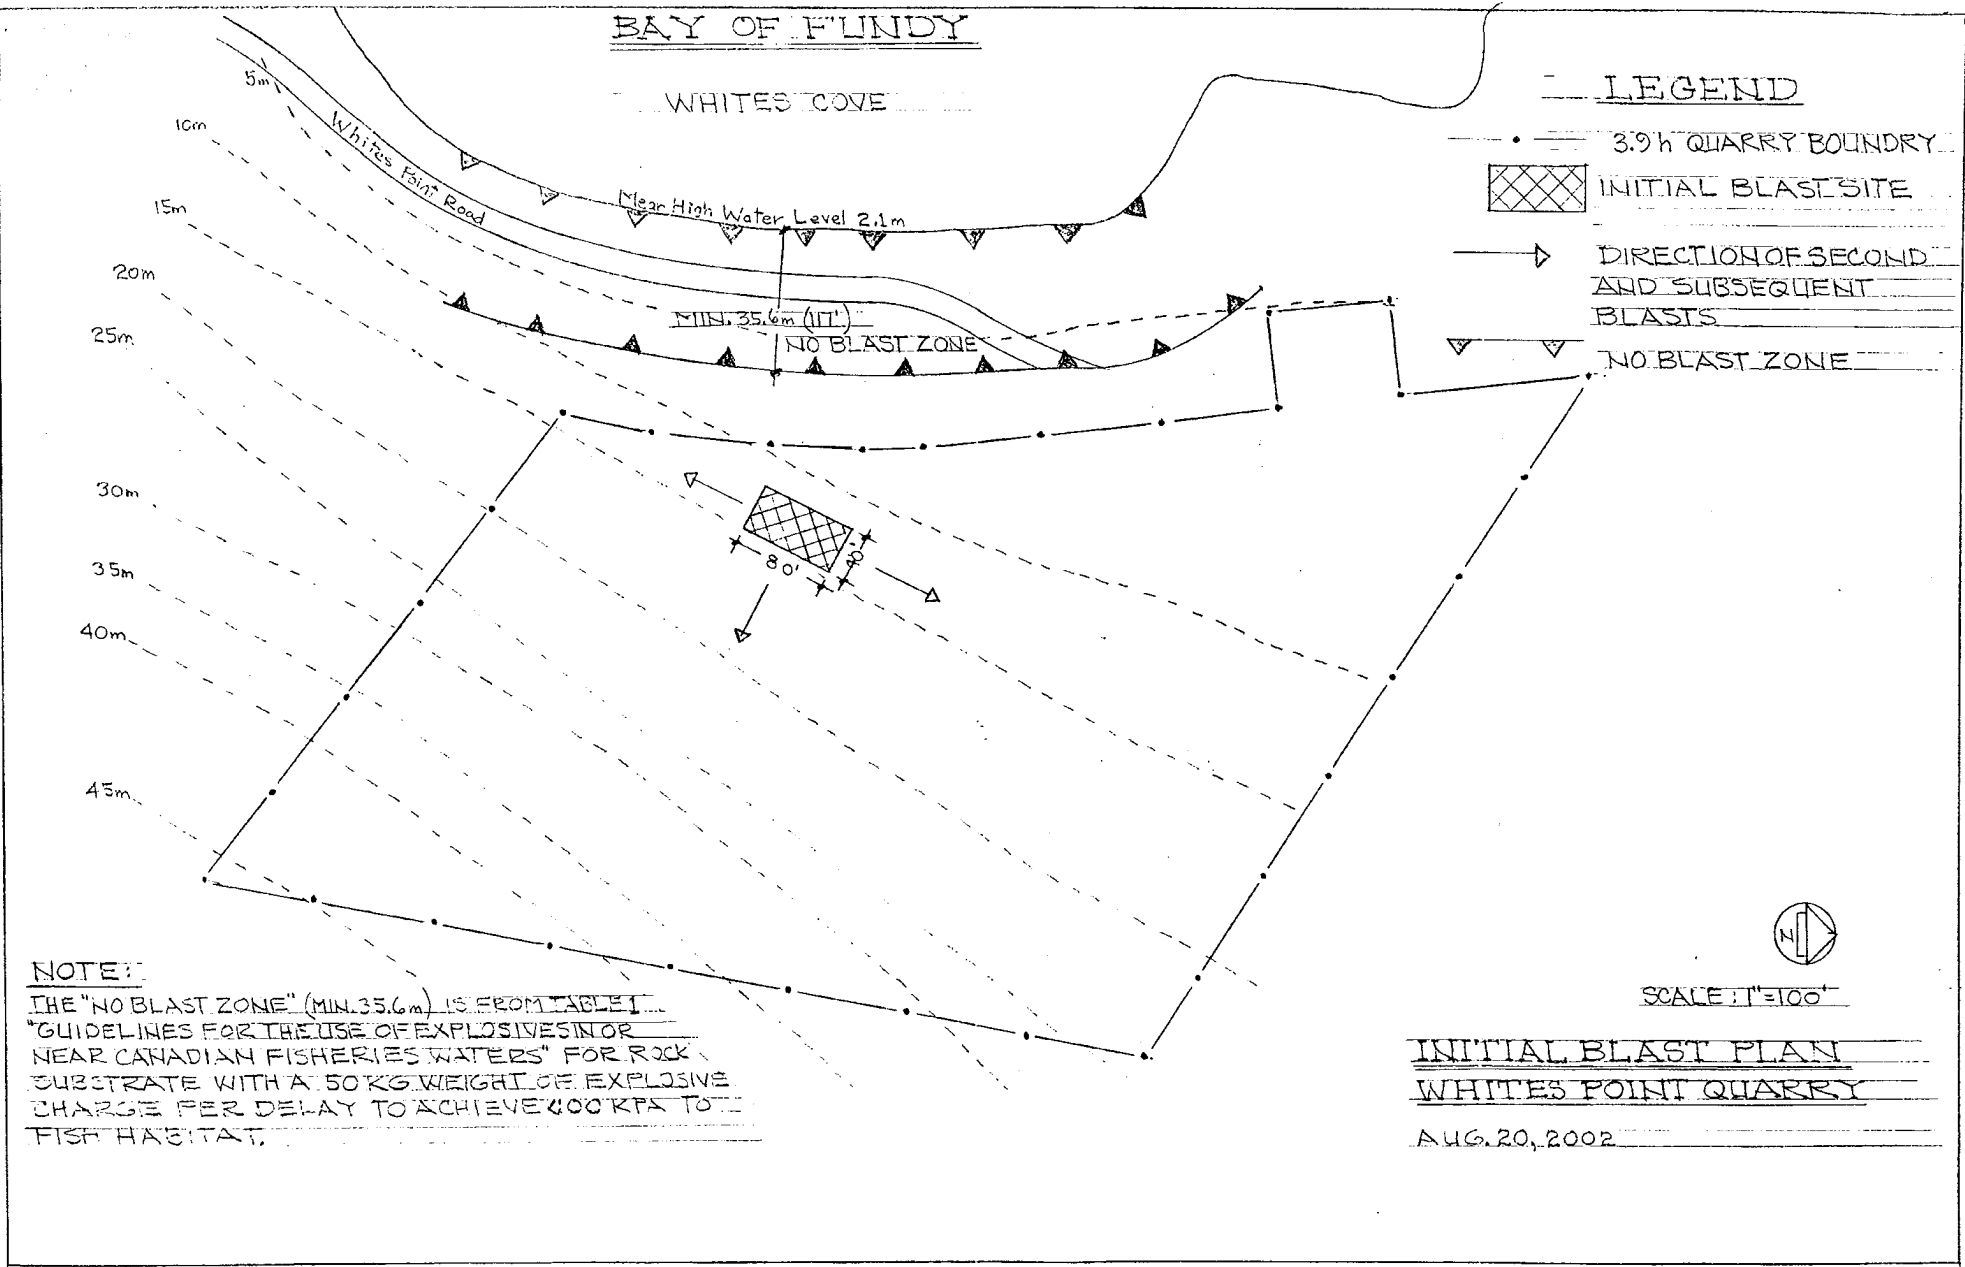 BAY OF FUNDY
WHITES COVE
5m
10m
15m
20m
25m
30m
35m
40m
45m
Whites Point Road
Mean High Water Level 2.1m
MIN. 35.6m (117')
NO BLAST ZONE
80'
40'
LEGEND
3.9h QUARRY BOUNDRY
INITIAL BLAST SITE
DIRECTION OF SECOND
AND SUBSEQUENT
BLASTS
NO BLAST ZONE
N
SCALE: 1"=100'
INITIAL BLAST PLAN
WHITES POINT QUARRY
AUG. 20, 2002
NOTE:
THE "NO BLAST ZONE" (MIN. 35.6m) IS FROM TABLE 1
"GUIDELINES FOR THE USE OF EXPLOSIVES IN OR
NEAR CANADIAN FISHERIES WATERS" FOR ROCK
SUBSTRATE WITH A 50 KG WEIGHT OF EXPLOSIVE
CHARGE PER DELAY TO ACHIEVE 100 KPA TO
FISH HABITAT.